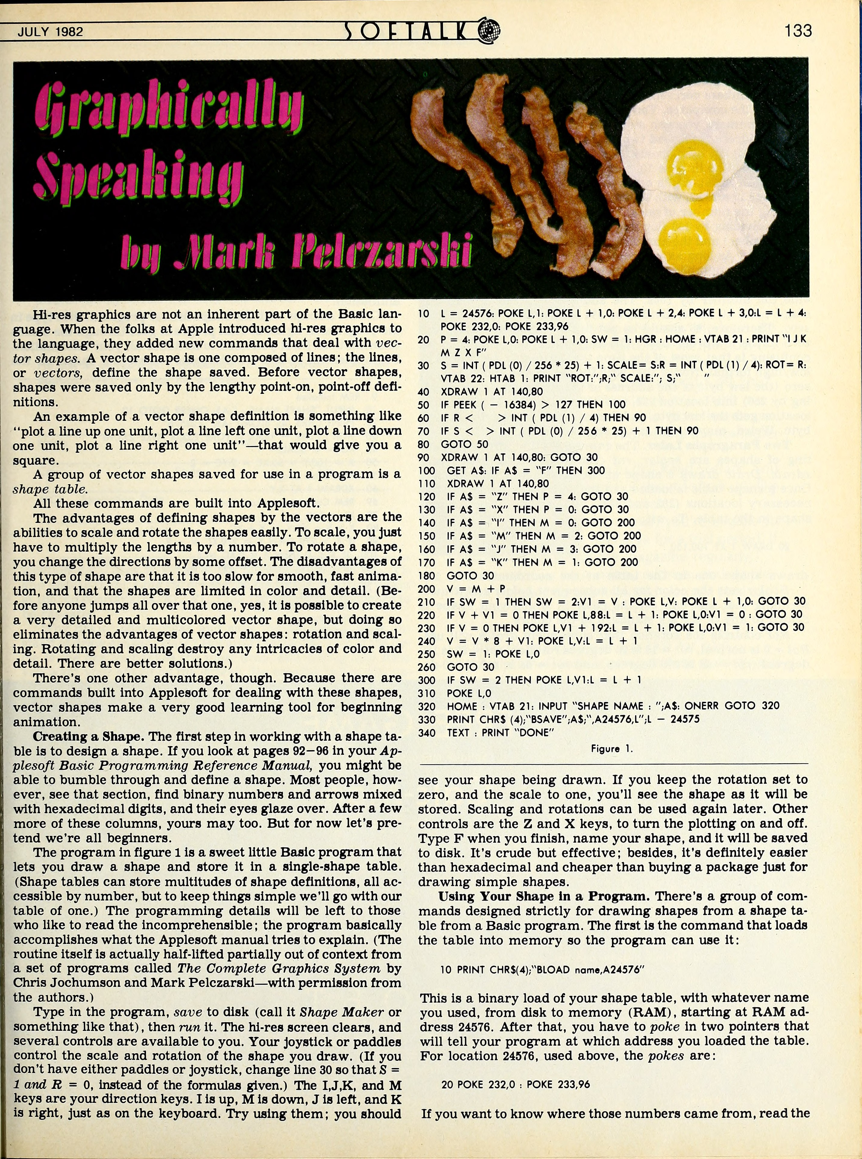 JULY 1982
SOFTALK
133
Graphically
Speaking
by Mark Pelczarski
Hi-res graphics are not an inherent part of the Basic lan-
guage. When the folks at Apple introduced hi-res graphics to
the language, they added new commands that deal with vec-
tor shapes. A vector shape is one composed of lines; the lines,
or vectors, define the shape saved. Before vector shapes,
shapes were saved only by the lengthy point-on, point-off defi-
nitions.
An example of a vector shape definition is something like
"plot a line up one unit, plot a line left one unit, plot a line down
one unit, plot a line right one unit"—that would give you a
square.
A group of vector shapes saved for use in a program is a
shape table.
All these commands are built into Applesoft.
The advantages of defining shapes by the vectors are the
abilities to scale and rotate the shapes easily. To scale, you just
have to multiply the lengths by a number. To rotate a shape,
you change the directions by some offset. The disadvantages of
this type of shape are that it is too slow for smooth, fast anima-
tion, and that the shapes are limited in color and detail. (Be-
fore anyone jumps all over that one, yes, it is possible to create
a very detailed and multicolored vector shape, but doing so
eliminates the advantages of vector shapes: rotation and scal-
ing. Rotating and scaling destroy any intricacies of color and
detail. There are better solutions.)
There's one other advantage, though. Because there are
commands built into Applesoft for dealing with these shapes,
vector shapes make a very good learning tool for beginning
animation.
Creating a Shape. The first step in working with a shape ta-
ble is to design a shape. If you look at pages 92–96 in your Ap-
plesoft Basic Programming Reference Manual, you might be
able to bumble through and define a shape. Most people, how-
ever, see that section, find binary numbers and arrows mixed
with hexadecimal digits, and their eyes glaze over. After a few
more of these columns, yours may too. But for now let's pre-
tend we're all beginners.
The program in figure 1 is a sweet little Basic program that
lets you draw a shape and store it in a single-shape table.
(Shape tables can store multitudes of shape definitions, all ac-
cessible by number, but to keep things simple we'll go with our
table of one.) The programming details will be left to those
who like to read the incomprehensible; the program basically
accomplishes what the Applesoft manual tries to explain. (The
routine itself is actually half-lifted partially out of context from
a set of programs called The Complete Graphics System by
Chris Jochumson and Mark Pelczarski—with permission from
the authors.)
Type in the program, save to disk (call it Shape Maker or
something like that), then run it. The hi-res screen clears, and
several controls are available to you. Your joystick or paddles
control the scale and rotation of the shape you draw. (If you
don't have either paddles or joystick, change line 30 so that S =
1 and R = 0, instead of the formulas given.) The I,J,K, and M
keys are your direction keys. I is up, M is down, J is left, and K
is right, just as on the keyboard. Try using them; you should
10 L = 24576: POKE L,1: POKE L + 1,0: POKE L + 2,4: POKE L + 3,0:L = L + 4:
POKE 232,0: POKE 233,96
20 P = 4: POKE L,0: POKE L + 1,0: SW = 1: HGR : HOME : VTAB 21 : PRINT "I J K
M Z X F"
30 S = INT ( PDL (0) / 256 * 25) + 1: SCALE= S:R = INT ( PDL (1) / 4): ROT= R:
VTAB 22: HTAB 1: PRINT "ROT:";R;" SCALE:"; S;" "
40 XDRAW 1 AT 140,80
50 IF PEEK ( − 16384) > 127 THEN 100
60 IF R < > INT ( PDL (1) / 4) THEN 90
70 IF S < > INT ( PDL (0) / 256 * 25) + 1 THEN 90
80 GOTO 50
90 XDRAW 1 AT 140,80: GOTO 30
100 GET A$: IF A$ = "F" THEN 300
110 XDRAW 1 AT 140,80
120 IF A$ = "Z" THEN P = 4: GOTO 30
130 IF A$ = "X" THEN P = 0: GOTO 30
140 IF A$ = "I" THEN M = 0: GOTO 200
150 IF A$ = "M" THEN M = 2: GOTO 200
160 IF A$ = "J" THEN M = 3: GOTO 200
170 IF A$ = "K" THEN M = 1: GOTO 200
180 GOTO 30
200 V = M + P
210 IF SW = 1 THEN SW = 2:V1 = V : POKE L,V: POKE L + 1,0: GOTO 30
220 IF V + V1 = 0 THEN POKE L,88:L = L + 1: POKE L,0:V1 = 0 : GOTO 30
230 IF V = 0 THEN POKE L,V1 + 192:L = L + 1: POKE L,0:V1 = 1: GOTO 30
240 V = V * 8 + V1: POKE L,V:L = L + 1
250 SW = 1: POKE L,0
260 GOTO 30
300 IF SW = 2 THEN POKE L,V1:L = L + 1
310 POKE L,0
320 HOME : VTAB 21: INPUT "SHAPE NAME : ";A$: ONERR GOTO 320
330 PRINT CHR$ (4);"BSAVE";A$;",A24576,L";L − 24575
340 TEXT : PRINT "DONE"
Figure 1.
see your shape being drawn. If you keep the rotation set to
zero, and the scale to one, you'll see the shape as it will be
stored. Scaling and rotations can be used again later. Other
controls are the Z and X keys, to turn the plotting on and off.
Type F when you finish, name your shape, and it will be saved
to disk. It's crude but effective; besides, it's definitely easier
than hexadecimal and cheaper than buying a package just for
drawing simple shapes.
Using Your Shape in a Program. There's a group of com-
mands designed strictly for drawing shapes from a shape ta-
ble from a Basic program. The first is the command that loads
the table into memory so the program can use it:
10 PRINT CHR$(4);"BLOAD name,A24576"
This is a binary load of your shape table, with whatever name
you used, from disk to memory (RAM), starting at RAM ad-
dress 24576. After that, you have to poke in two pointers that
will tell your program at which address you loaded the table.
For location 24576, used above, the pokes are:
20 POKE 232,0 : POKE 233,96
If you want to know where those numbers came from, read the